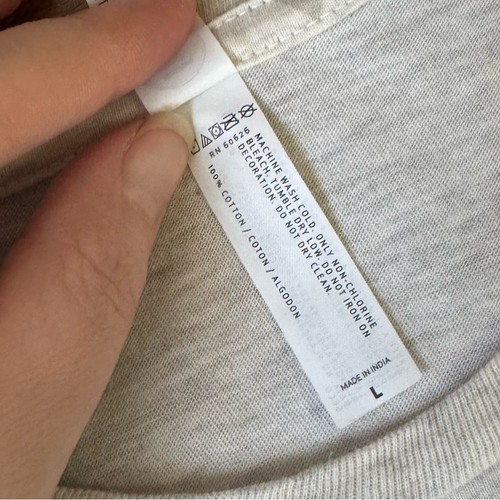 RN 60626
MACHINE WASH COLD. ONLY NON-CHLORINE
BLEACH. TUMBLE DRY LOW. DO NOT IRON ON
DECORATION. DO NOT DRY CLEAN.
100% COTTON / COTON / ALGODON
MADE IN INDIA
L